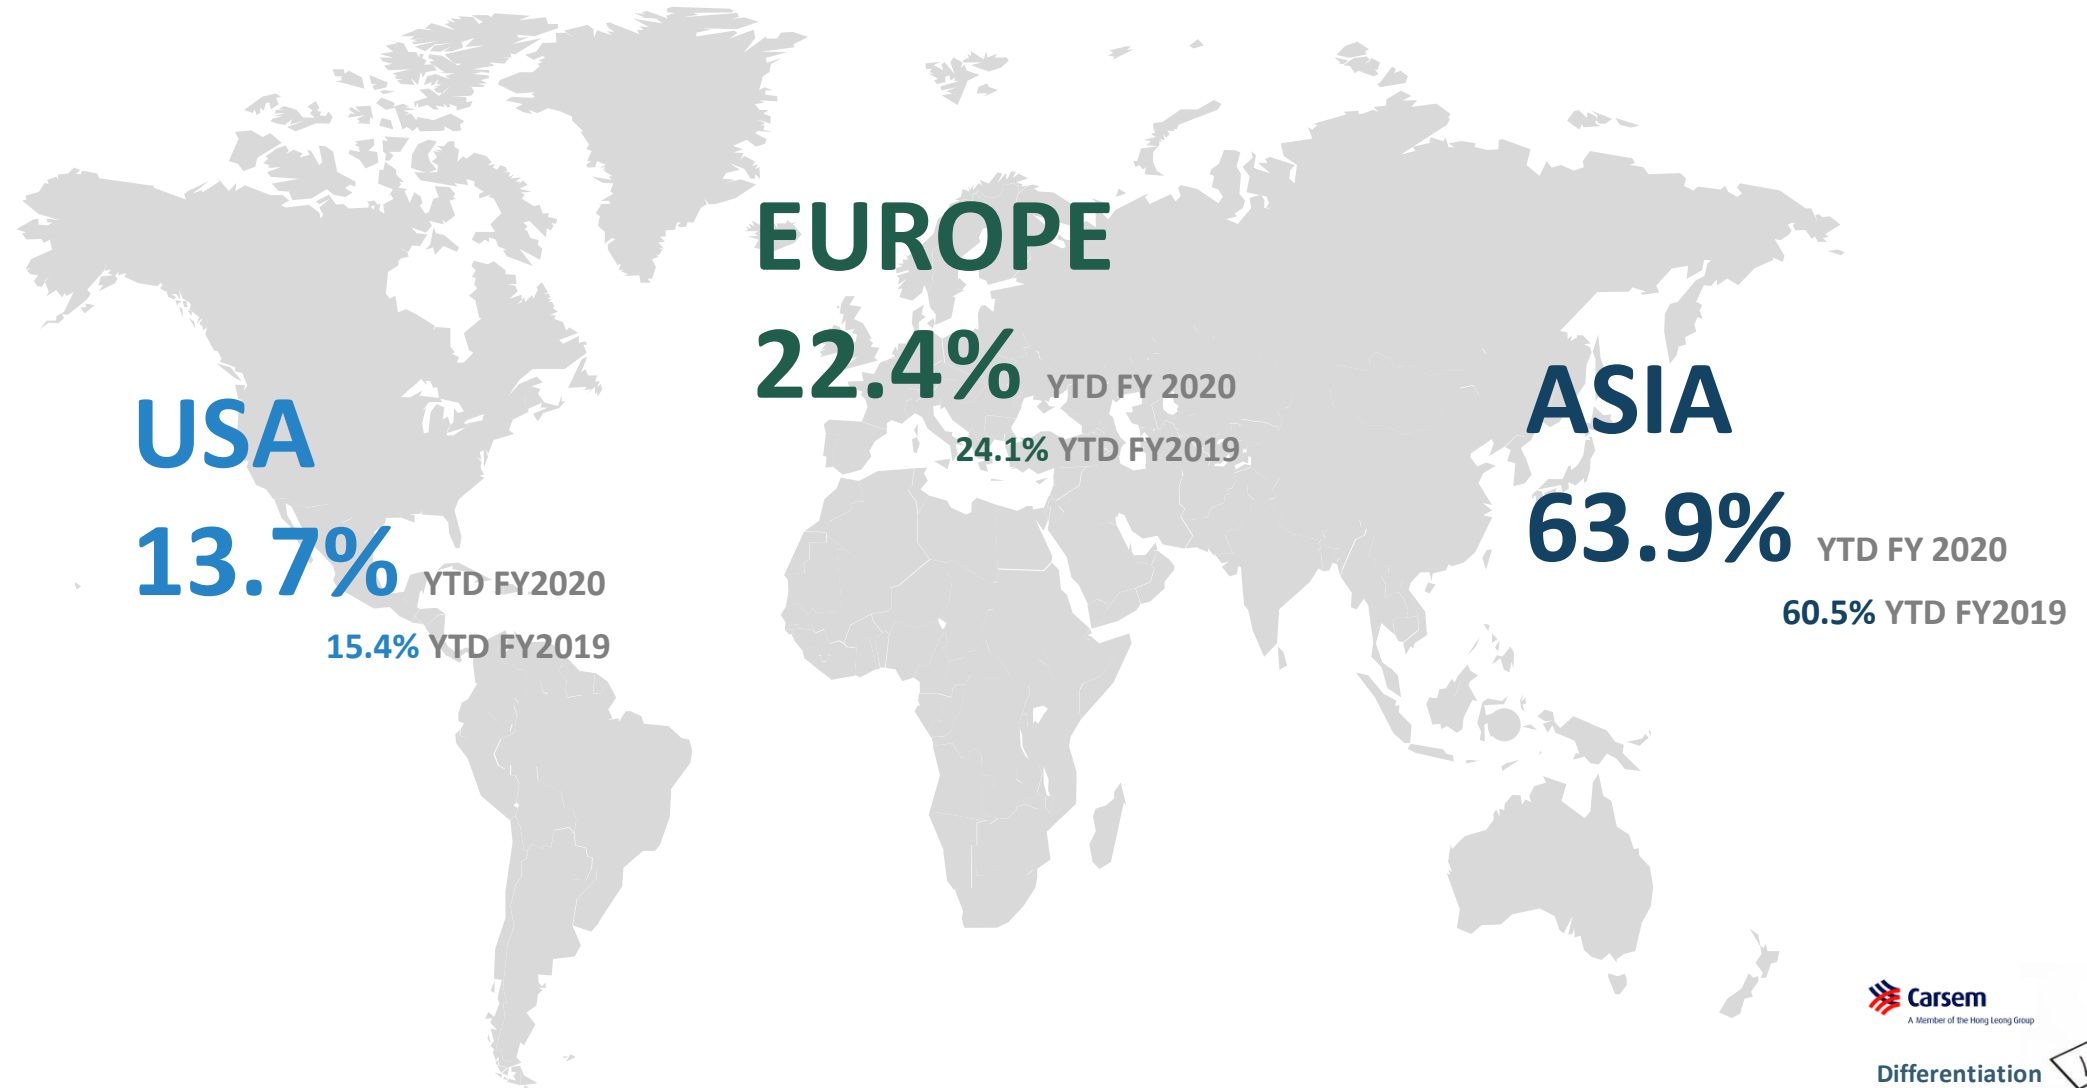 EUROPE
22.4% YTD FY 2020
24.1% YTD FY2019
USA
13.7% YTD FY2020
15.4% YTD FY2019
ASIA
63.9% YTD FY 2020
60.5% YTD FY2019
Carsem
A Member of the Hong Leong Group
Differentiation